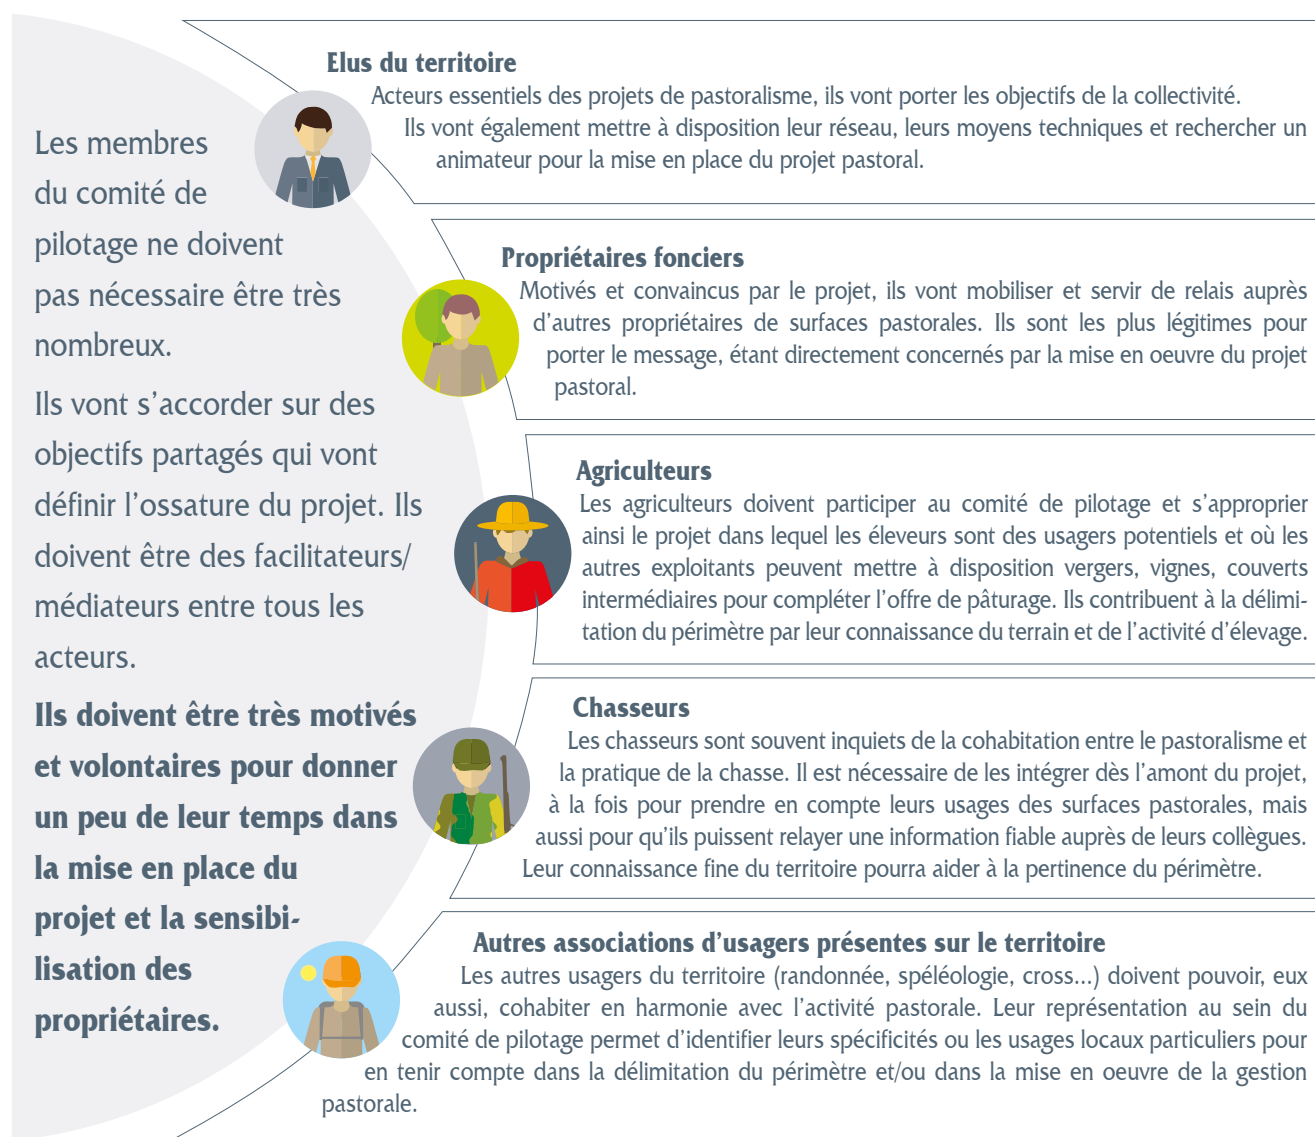 Les membres
du comité de
pilotage ne doivent
pas nécessaire être très
nombreux.
Ils vont s’accorder sur des
objectifs partagés qui vont
définir l’ossature du projet. Ils
doivent être des facilitateurs/
médiateurs entre tous les
acteurs.
Ils doivent être très motivés
et volontaires pour donner
un peu de leur temps dans
la mise en place du
projet et la sensibi-
lisation des
propriétaires.
Elus du territoire
Acteurs essentiels des projets de pastoralisme, ils vont porter les objectifs de la collectivité.
Ils vont également mettre à disposition leur réseau, leurs moyens techniques et rechercher un
animateur pour la mise en place du projet pastoral.
Propriétaires fonciers
Motivés et convaincus par le projet, ils vont mobiliser et servir de relais auprès
d’autres propriétaires de surfaces pastorales. Ils sont les plus légitimes pour
porter le message, étant directement concernés par la mise en oeuvre du projet
pastoral.
Agriculteurs
Les agriculteurs doivent participer au comité de pilotage et s’approprier
ainsi le projet dans lequel les éleveurs sont des usagers potentiels et où les
autres exploitants peuvent mettre à disposition vergers, vignes, couverts
intermédiaires pour compléter l’offre de pâturage. Ils contribuent à la délimi-
tation du périmètre par leur connaissance du terrain et de l’activité d’élevage.
Chasseurs
Les chasseurs sont souvent inquiets de la cohabitation entre le pastoralisme et
la pratique de la chasse. Il est nécessaire de les intégrer dès l’amont du projet,
à la fois pour prendre en compte leurs usages des surfaces pastorales, mais
aussi pour qu’ils puissent relayer une information fiable auprès de leurs collègues.
Leur connaissance fine du territoire pourra aider à la pertinence du périmètre.
Autres associations d’usagers présentes sur le territoire
Les autres usagers du territoire (randonnée, spéléologie, cross...) doivent pouvoir, eux
aussi, cohabiter en harmonie avec l’activité pastorale. Leur représentation au sein du
comité de pilotage permet d’identifier leurs spécificités ou les usages locaux particuliers pour
en tenir compte dans la délimitation du périmètre et/ou dans la mise en oeuvre de la gestion
pastorale.